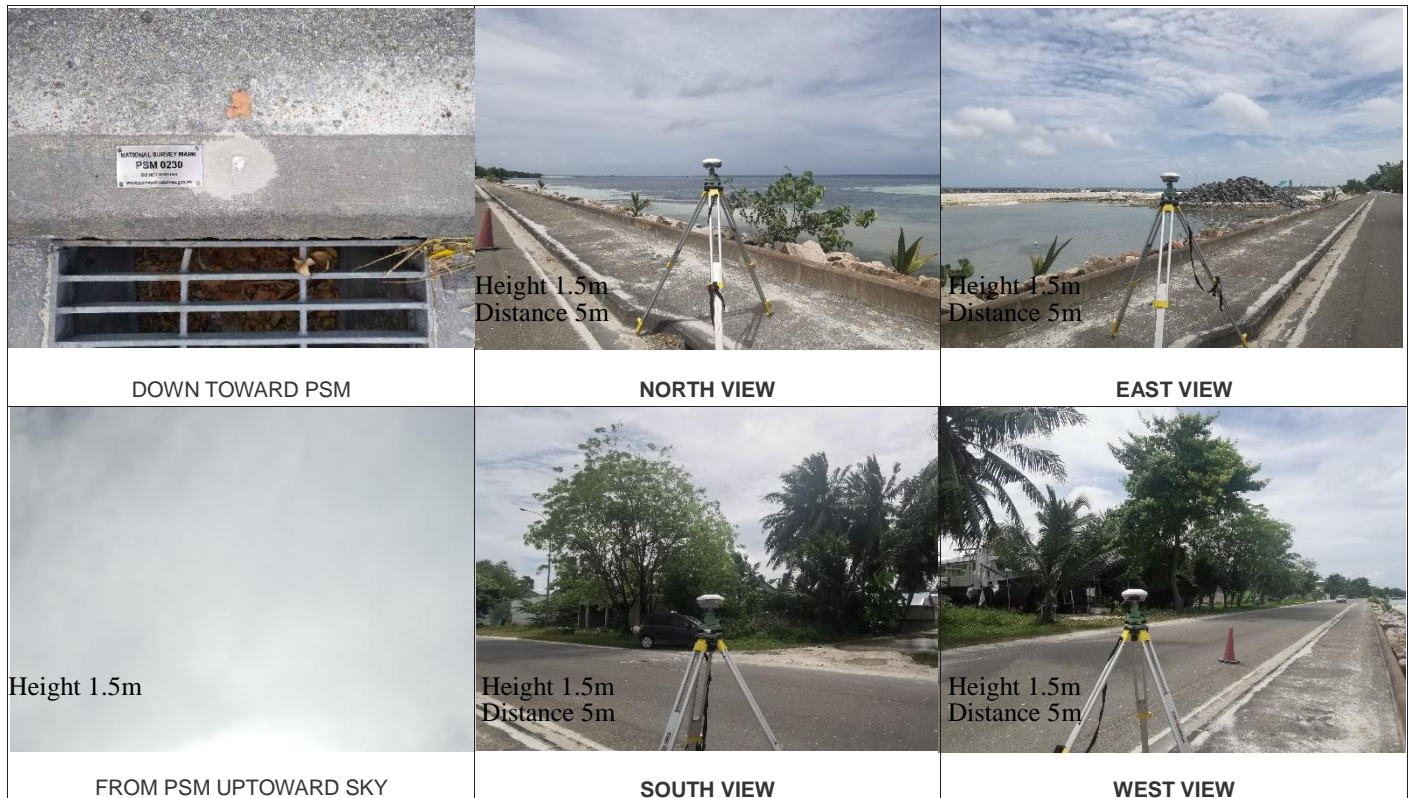 NATIONAL SURVEY MARK
PSM 0230
DOWN TOWARD PSM
Height 1.5m
Distance 5m
NORTH VIEW
Height 1.5m
Distance 5m
EAST VIEW
Height 1.5m
FROM PSM UPTOWARD SKY
Height 1.5m
Distance 5m
SOUTH VIEW
Height 1.5m
Distance 5m
WEST VIEW